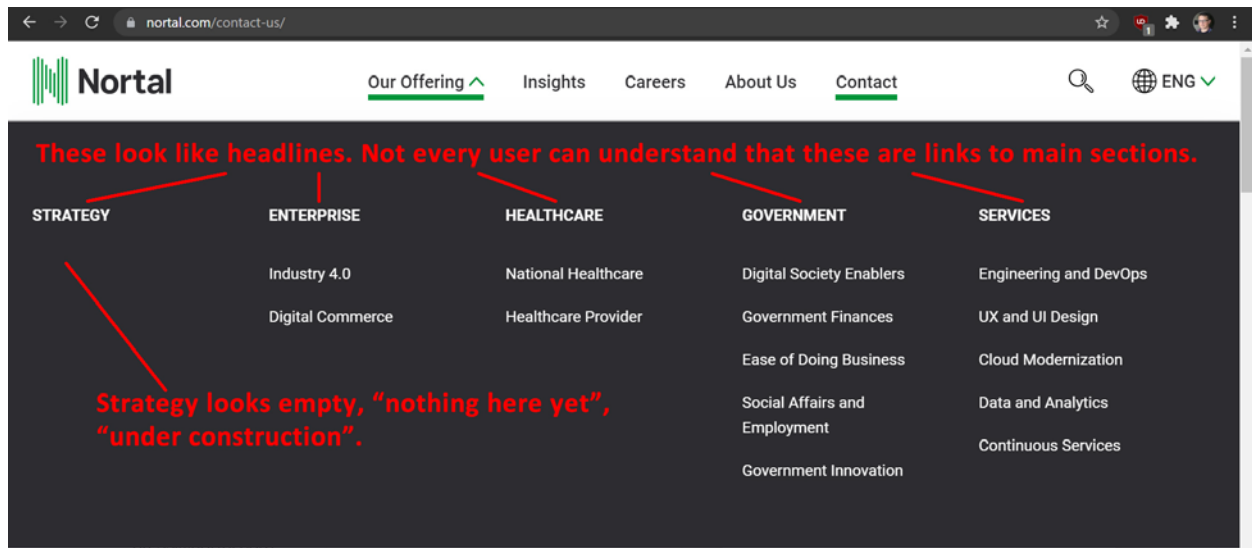 nortal.com/contact-us/
1
Nortal
Our Offering Insights Careers About Us Contact ENG
These look like headlines. Not every user can understand that these are links to main sections.
STRATEGY ENTERPRISE HEALTHCARE GOVERNMENT SERVICES
Industry 4.0 National Healthcare Digital Society Enablers Engineering and DevOps
Digital Commerce Healthcare Provider Government Finances UX and UI Design
Ease of Doing Business Cloud Modernization
Strategy looks empty, “nothing here yet”, Social Affairs and Data and Analytics
Employment
“under construction”. Continuous Services
Government Innovation